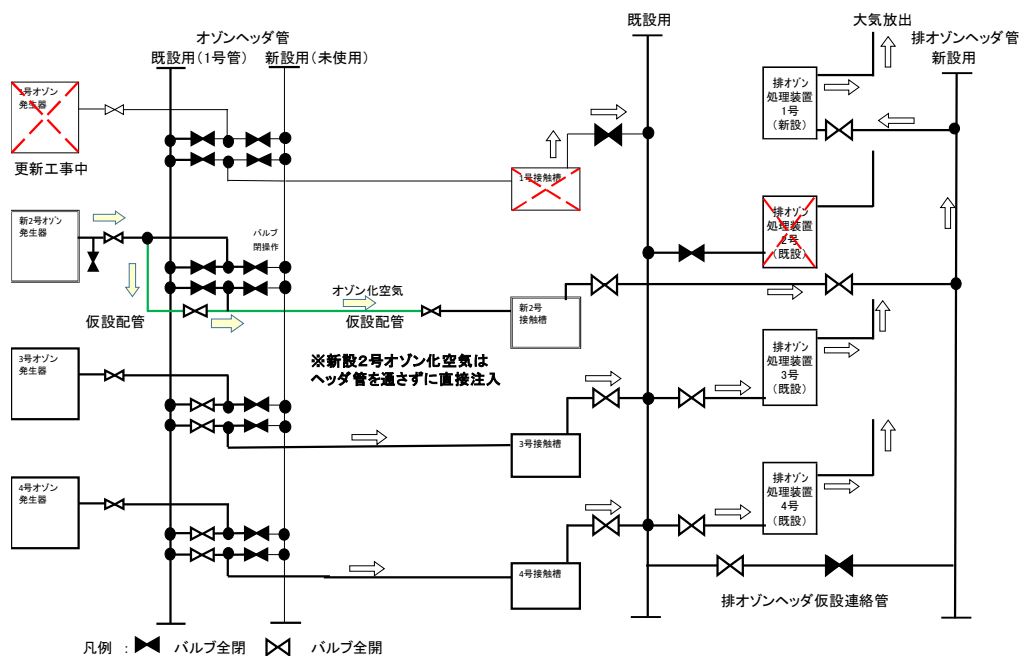 オゾンヘッダ管
既設用(1号管)
新設用(未使用)
既設用
大気放出
排オゾンヘッダ管
新設用
1号オゾン
発生器
更新工事中
排オゾン
処理装置
1号
(新設)
1号接触槽
新2号オゾン
発生器
バルブ
閉操作
排オゾン
処理装置
2号
(既設)
オゾン化空気
仮設配管
仮設配管
新2号
接触槽
※新設2号オゾン化空気は
ヘッダ管を通さずに直接注入
3号オゾン
発生器
排オゾン
処理装置
3号
(既設)
3号接触槽
4号オゾン
発生器
排オゾン
処理装置
4号
(既設)
4号接触槽
排オゾンヘッダ仮設連絡管
凡例 : バルブ全閉 バルブ全開